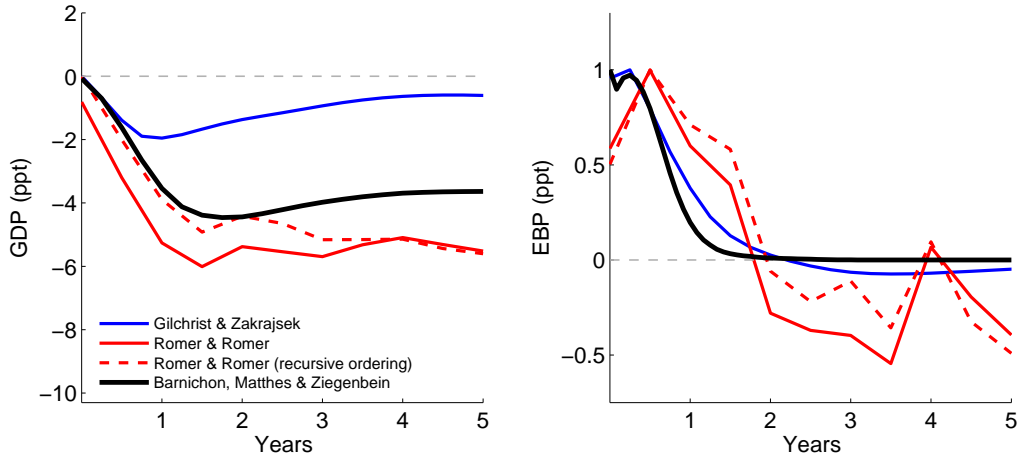 2
0
−2
−4
−6
−8
−10
GDP (ppt)
Gilchrist & Zakrajsek
Romer & Romer
Romer & Romer (recursive ordering)
Barnichon, Matthes & Ziegenbein
1 2 3 4 5
Years
1
0.5
0
−0.5
EBP (ppt)
1 2 3 4 5
Years